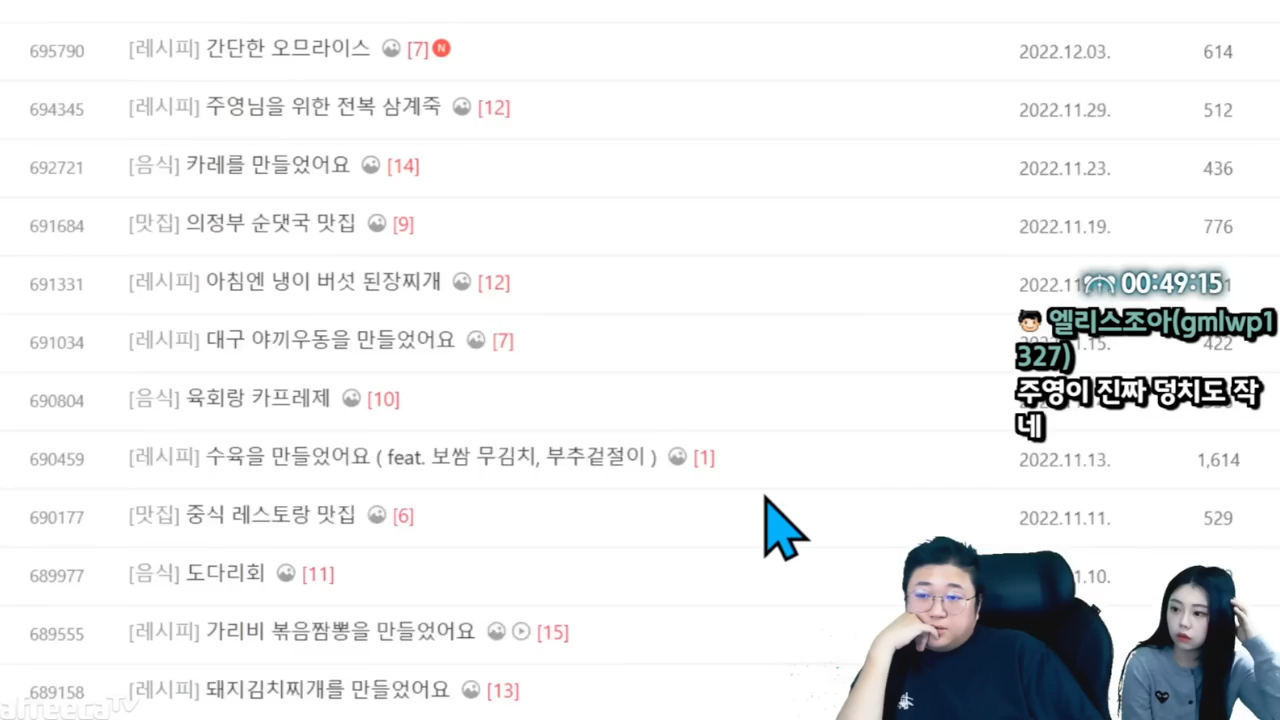 695790 [레시피] 간단한 오므라이스 [7] N 2022.12.03. 614
694345 [레시피] 주영님을 위한 전복 삼계죽 [12] 2022.11.29. 512
692721 [음식] 카레를 만들었어요 [14] 2022.11.23. 436
691684 [맛집] 의정부 순댓국 맛집 [9] 2022.11.19. 776
691331 [레시피] 아침엔 냉이 버섯 된장찌개 [12]
00:49:15
엘리스조아(gmlwp1
691034 [레시피] 대구 야끼우동을 만들었어요 [7] 422
327)
690804 [음식] 육회랑 카프레제 [10]
주영이 진짜 덩치도 작
네
690459 [레시피] 수육을 만들었어요 ( feat. 보쌈 무김치, 부추겉절이 ) [1] 2022.11.13. 1,614
690177 [맛집] 중식 레스토랑 맛집 [6] 2022.11.11. 529
689977 [음식] 도다리회 [11]
689555 [레시피] 가리비 볶음짬뽕을 만들었어요 [15]
689158 [레시피] 돼지김치찌개를 만들었어요 [13]
afreecaTV